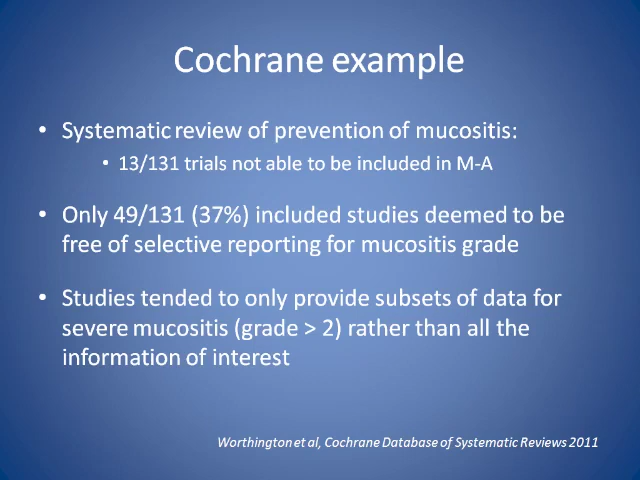 Cochrane example
• Systematic review of prevention of mucositis:
• 13/131 trials not able to be included in M-A
• Only 49/131 (37%) included studies deemed to be
free of selective reporting for mucositis grade
• Studies tended to only provide subsets of data for
severe mucositis (grade > 2) rather than all the
information of interest
Worthington et al, Cochrane Database of Systematic Reviews 2011